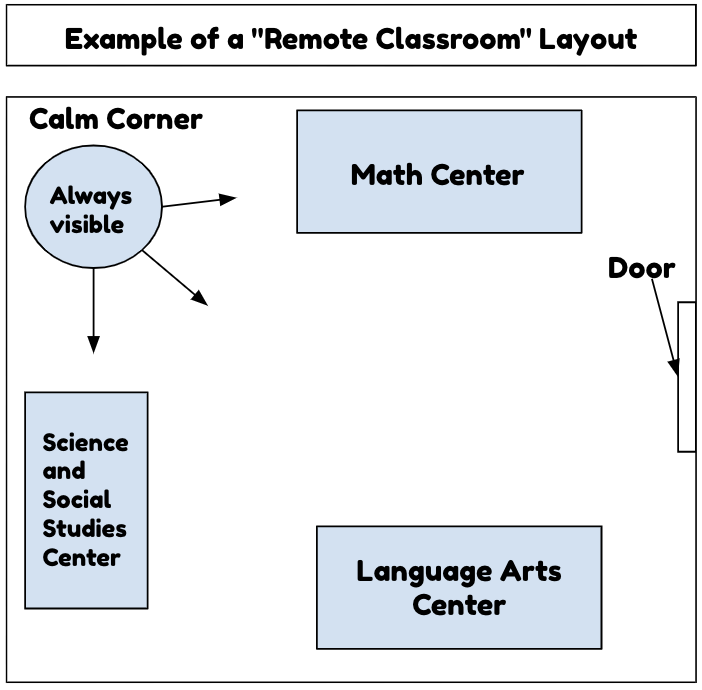 Example of a "Remote Classroom" Layout
Calm Corner
Always
visible
Math Center
Door
Science
and
Social
Studies
Center
Language Arts
Center